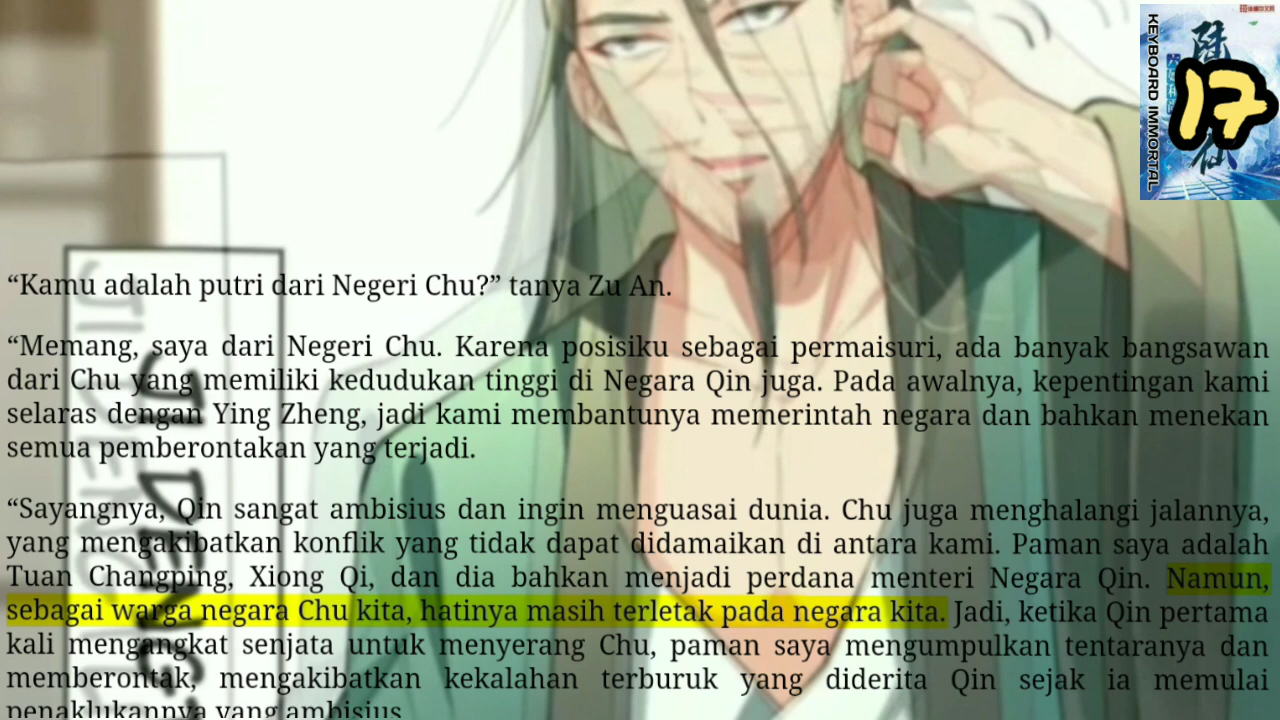 KEYBOARD IMMORTAL
17
“Kamu adalah putri dari Negeri Chu?” tanya Zu An.
“Memang, saya dari Negeri Chu. Karena posisiku sebagai permaisuri, ada banyak bangsawan
dari Chu yang memiliki kedudukan tinggi di Negara Qin juga. Pada awalnya, kepentingan kami
selaras dengan Ying Zheng, jadi kami membantunya memerintah negara dan bahkan menekan
semua pemberontakan yang terjadi.
“Sayangnya, Qin sangat ambisius dan ingin menguasai dunia. Chu juga menghalangi jalannya,
yang mengakibatkan konflik yang tidak dapat didamaikan di antara kami. Paman saya adalah
Tuan Changping, Xiong Qi, dan dia bahkan menjadi perdana menteri Negara Qin. Namun,
sebagai warga negara Chu kita, hatinya masih terletak pada negara kita. Jadi, ketika Qin pertama
kali mengangkat senjata untuk menyerang Chu, paman saya mengumpulkan tentaranya dan
memberontak, mengakibatkan kekalahan terburuk yang diderita Qin sejak ia memulai
penaklukannya yang ambisius